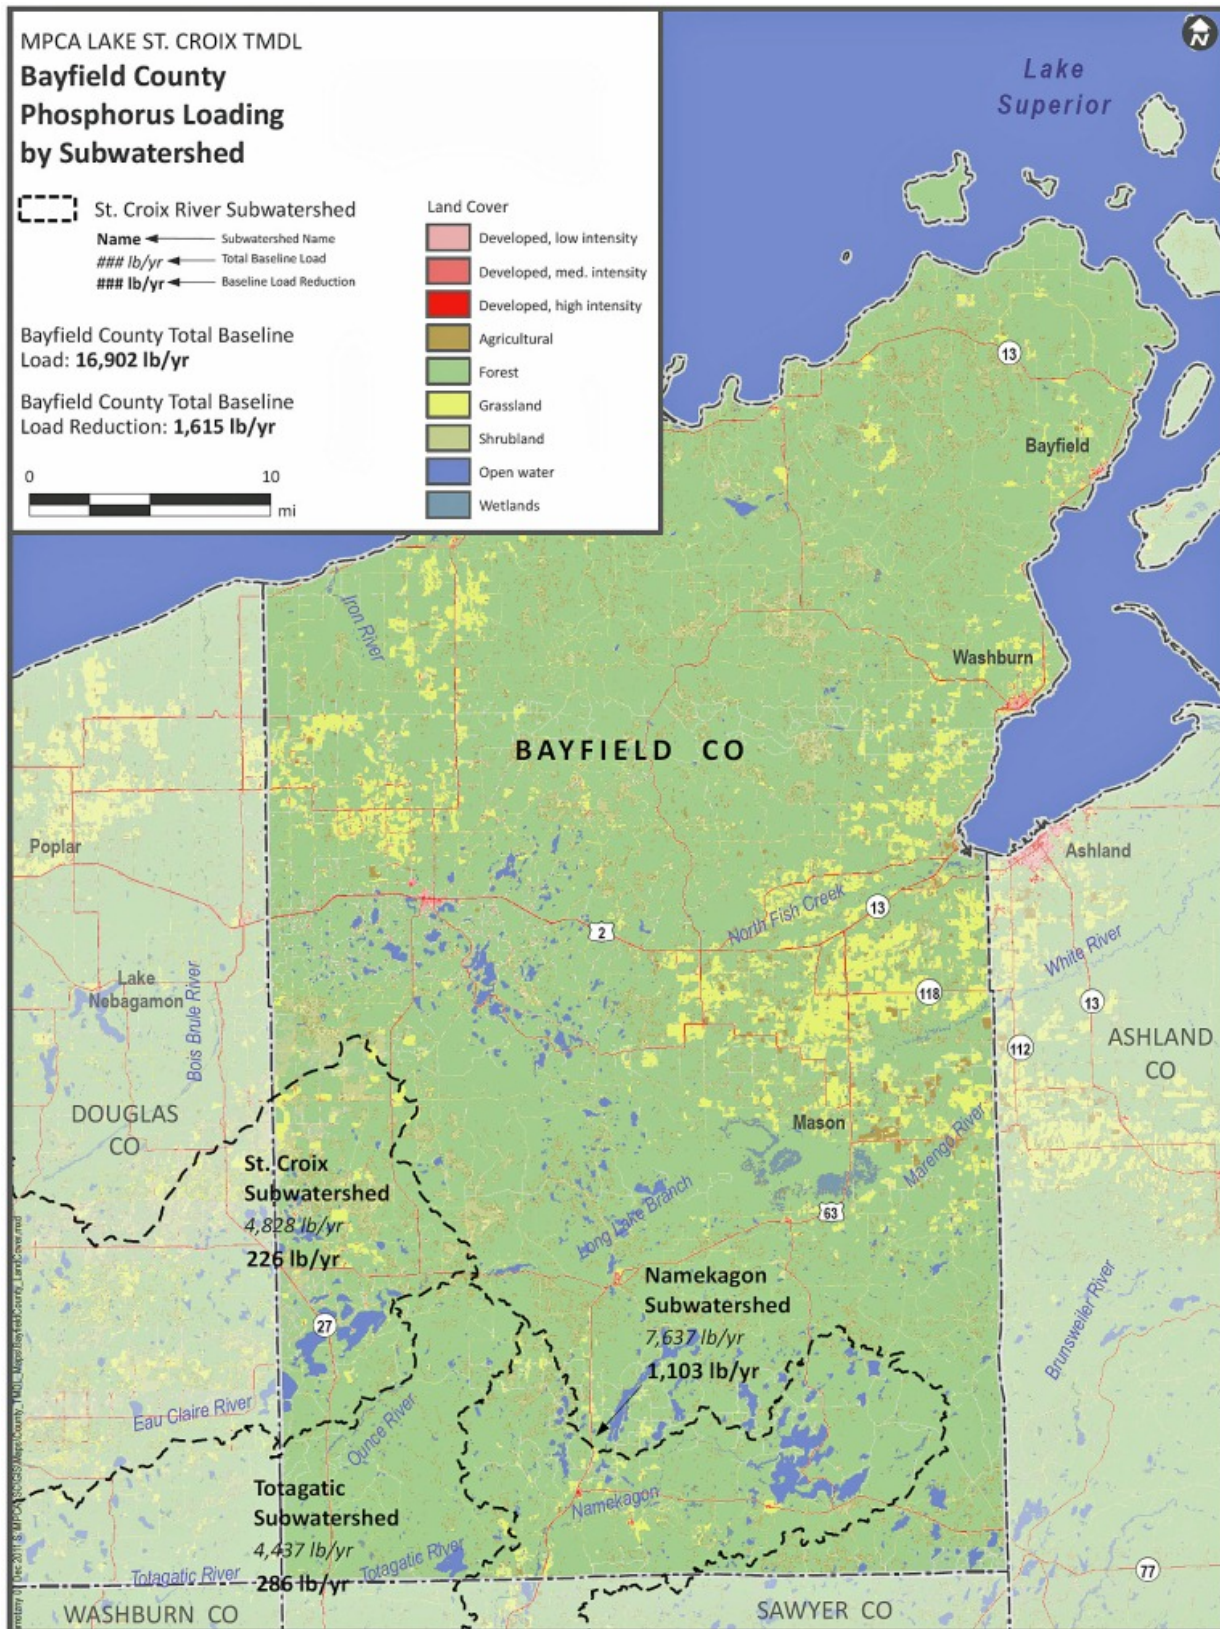 MPCA LAKE ST. CROIX TMDL
Bayfield County
Phosphorus Loading
by Subwatershed
St. Croix River Subwatershed
Name
Subwatershed Name
### lb/yr
Total Baseline Load
### lb/yr
Baseline Load Reduction
Bayfield County Total Baseline
Load: 16,902 lb/yr
Bayfield County Total Baseline
Load Reduction: 1,615 lb/yr
0
10
mi
Land Cover
Developed, low intensity
Developed, med. intensity
Developed, high intensity
Agricultural
Forest
Grassland
Shrubland
Open water
Wetlands
N
Lake
Superior
13
Bayfield
Iron River
Washburn
BAYFIELD CO
Poplar
Ashland
North Fish Creek
13
2
White River
Lake
Nebagamon
Bois Brule River
118
13
112
ASHLAND
CO
DOUGLAS
CO
Mason
Marengo River
St. Croix
Subwatershed
4,828 lb/yr
226 lb/yr
Long Lake Branch
63
Namekagon
Subwatershed
7,637 lb/yr
1,103 lb/yr
27
Brunsweiler River
Eau Claire River
Ounce River
Totagatic
Subwatershed
4,437 lb/yr
286 lb/yr
Namekagon
Totagatic River
Totagatic River
77
WASHBURN CO
SAWYER CO